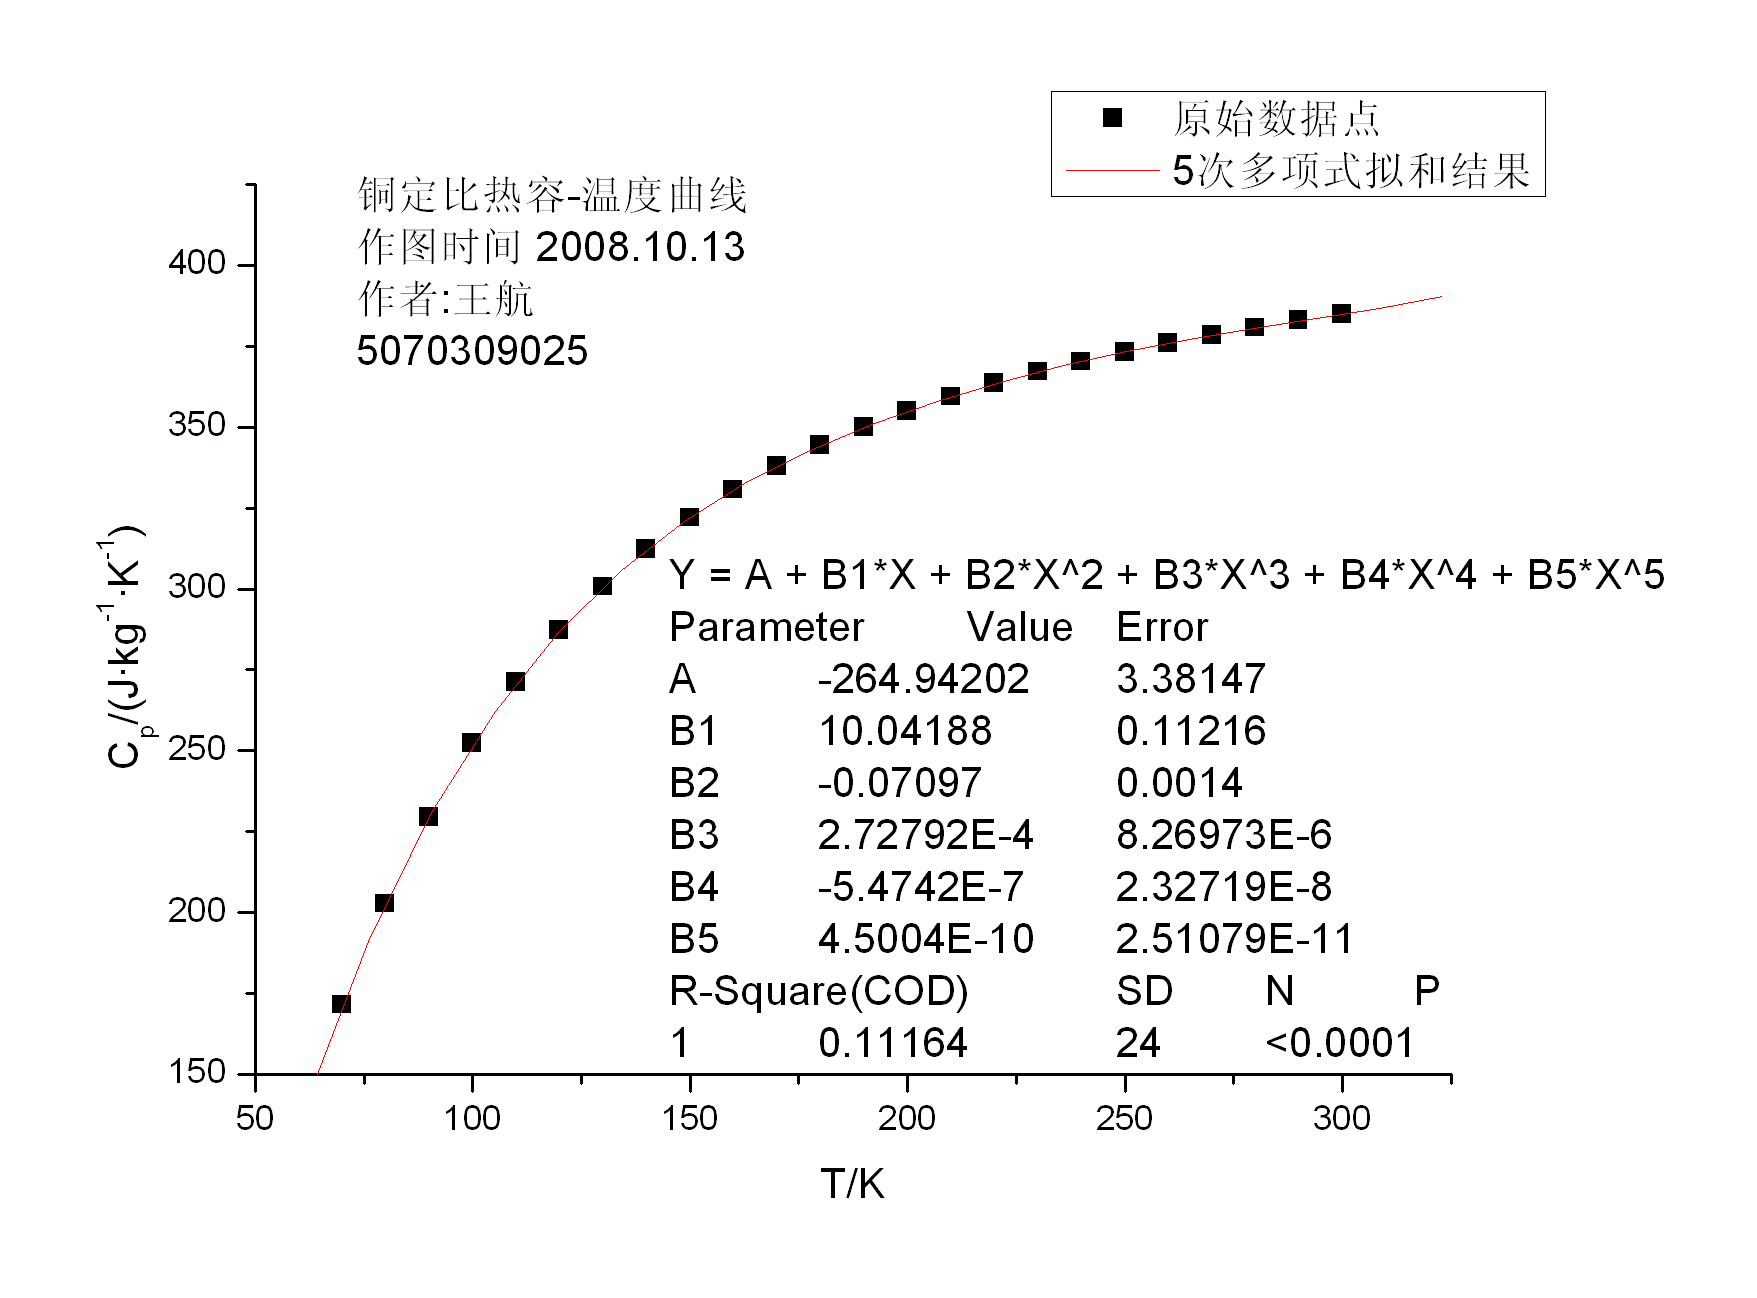 原始数据点
5次多项式拟和结果
铜定比热容-温度曲线
作图时间 2008.10.13
作者:王航
5070309025
400
350
300
250
200
150
C_p/(J·kg^-1·K^-1)
Y = A + B1*X + B2*X^2 + B3*X^3 + B4*X^4 + B5*X^5
Parameter Value Error
A -264.94202 3.38147
B1 10.04188 0.11216
B2 -0.07097 0.0014
B3 2.72792E-4 8.26973E-6
B4 -5.4742E-7 2.32719E-8
B5 4.5004E-10 2.51079E-11
R-Square(COD) SD N P
1 0.11164 24 <0.0001
50 100 150 200 250 300
T/K